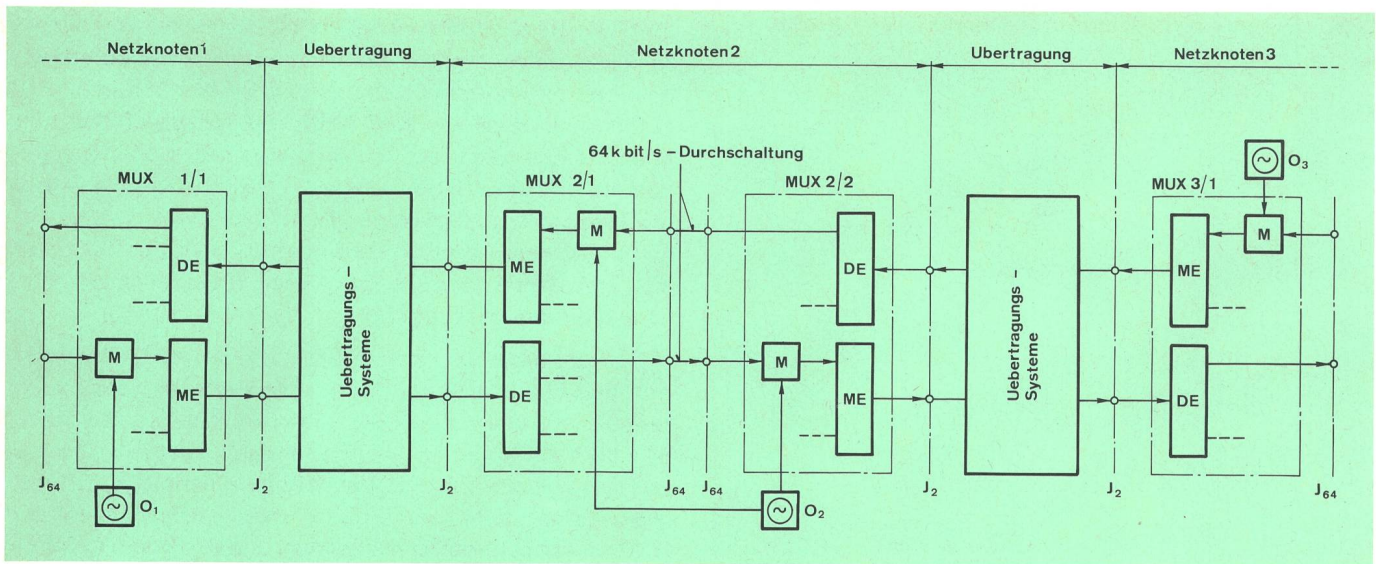 Netzknoten 1
Uebertragung
Netzknoten 2
Ubertragung
Netzknoten 3
64 k bit/s – Durchschaltung
MUX 1/1
MUX 2/1
MUX 2/2
MUX 3/1
O₃
DE
M
ME
Uebertragungs –
Systeme
ME
M
DE
DE
M
ME
Uebertragungs –
Systeme
M
ME
DE
J₆₄
O₁
J₂
J₂
J₆₄
J₆₄
O₂
J₂
J₂
J₆₄